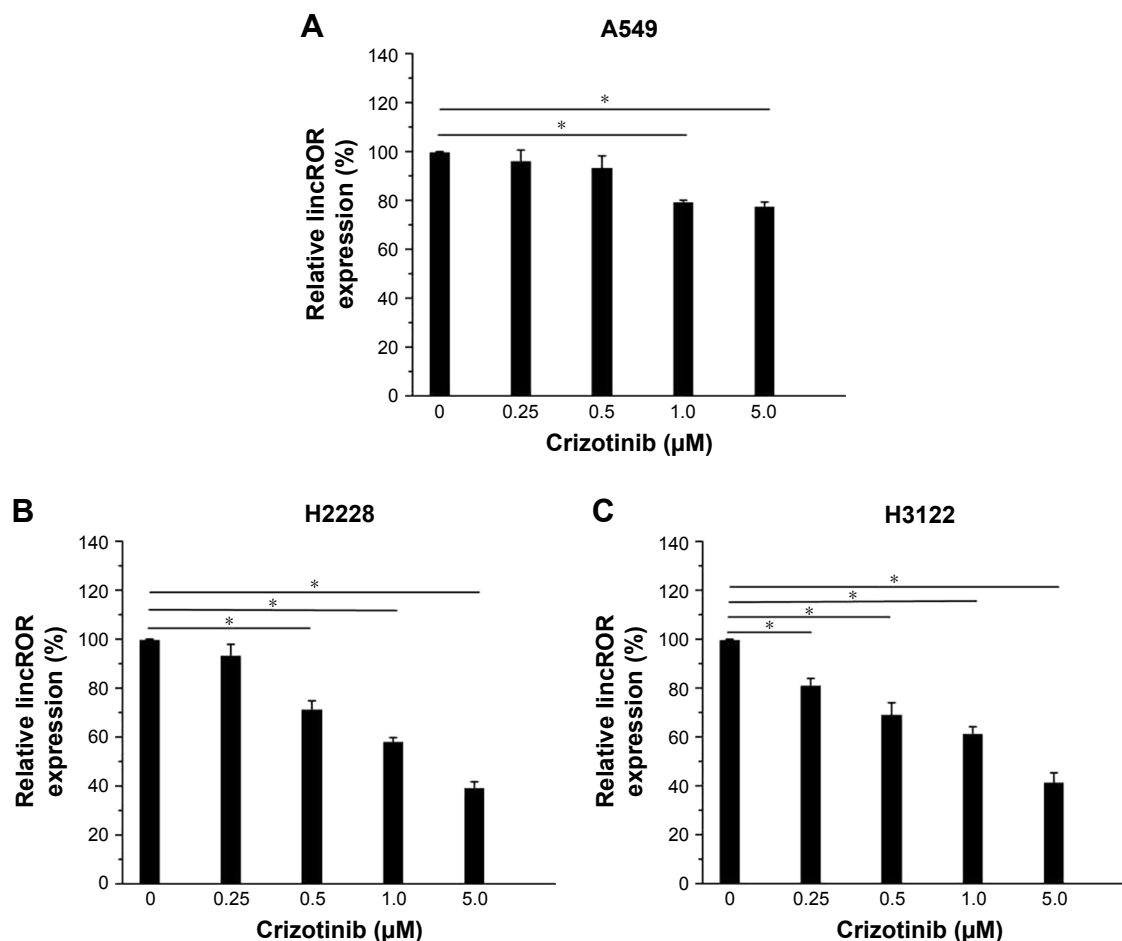 A
A549
140
120
100
80
60
40
20
0
Relative lincROR
expression (%)
*
*
0 0.25 0.5 1.0 5.0
Crizotinib (µM)
B
H2228
140
120
100
80
60
40
20
0
Relative lincROR
expression (%)
*
*
*
0 0.25 0.5 1.0 5.0
Crizotinib (µM)
C
H3122
140
120
100
80
60
40
20
0
Relative lincROR
expression (%)
*
*
*
*
0 0.25 0.5 1.0 5.0
Crizotinib (µM)